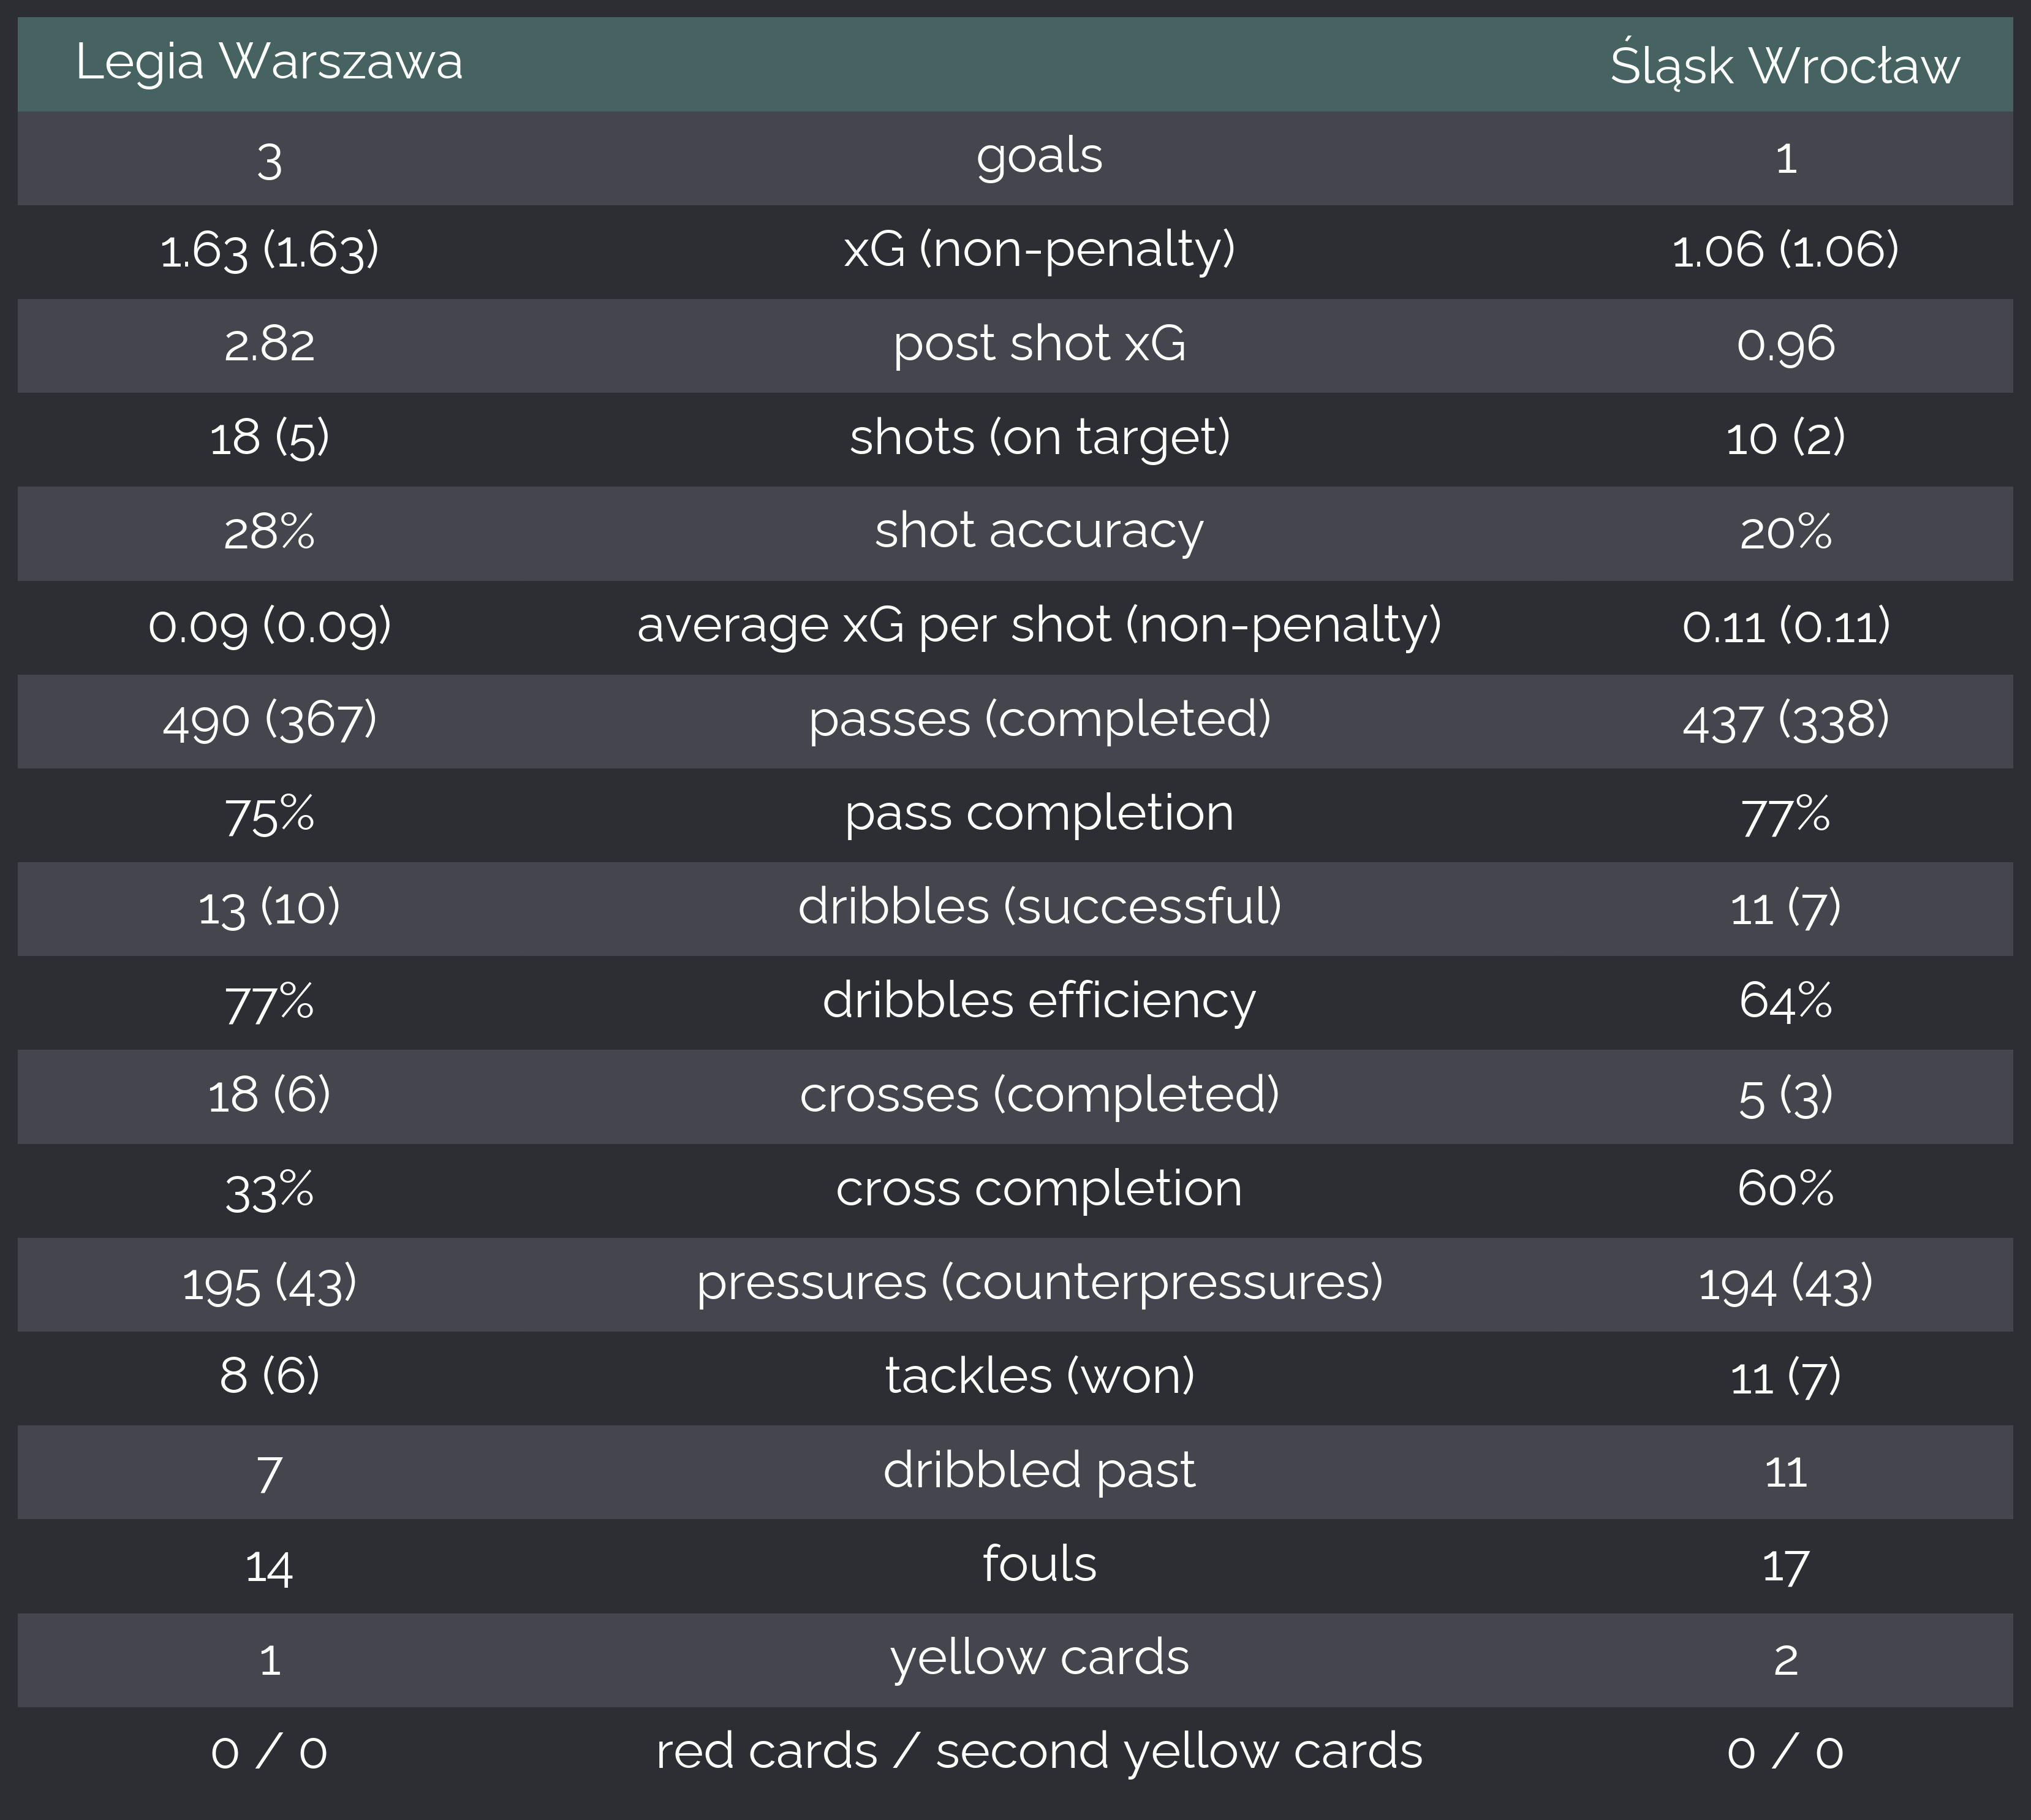 Legia Warszawa Śląsk Wrocław
3 goals 1
1.63 (1.63) xG (non-penalty) 1.06 (1.06)
2.82 post shot xG 0.96
18 (5) shots (on target) 10 (2)
28% shot accuracy 20%
0.09 (0.09) average xG per shot (non-penalty) 0.11 (0.11)
490 (367) passes (completed) 437 (338)
75% pass completion 77%
13 (10) dribbles (successful) 11 (7)
77% dribbles efficiency 64%
18 (6) crosses (completed) 5 (3)
33% cross completion 60%
195 (43) pressures (counterpressures) 194 (43)
8 (6) tackles (won) 11 (7)
7 dribbled past 11
14 fouls 17
1 yellow cards 2
0 / 0 red cards / second yellow cards 0 / 0